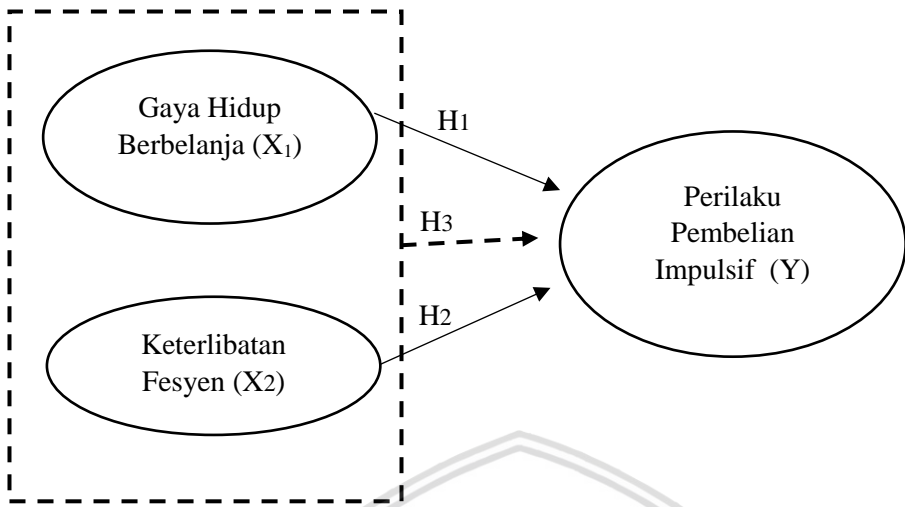 Gaya Hidup
Berbelanja (X₁)
H1
Perilaku
Pembelian
Impulsif (Y)
H3
H2
Keterlibatan
Fesyen (X2)